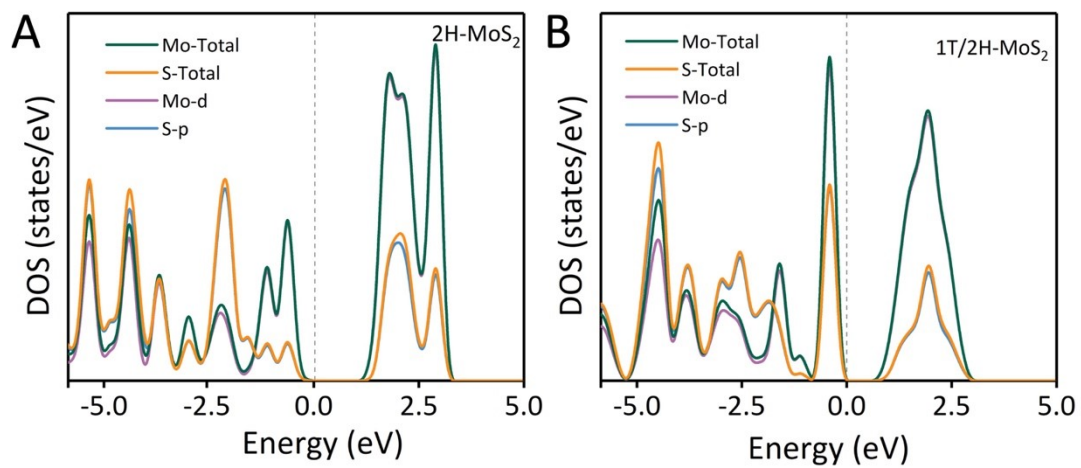 A
2H-MoS₂
Mo-Total
S-Total
Mo-d
S-p
DOS (states/eV)
-5.0 -2.5 0.0 2.5 5.0
Energy (eV)
B
1T/2H-MoS₂
Mo-Total
S-Total
Mo-d
S-p
DOS (states/eV)
-5.0 -2.5 0.0 2.5 5.0
Energy (eV)